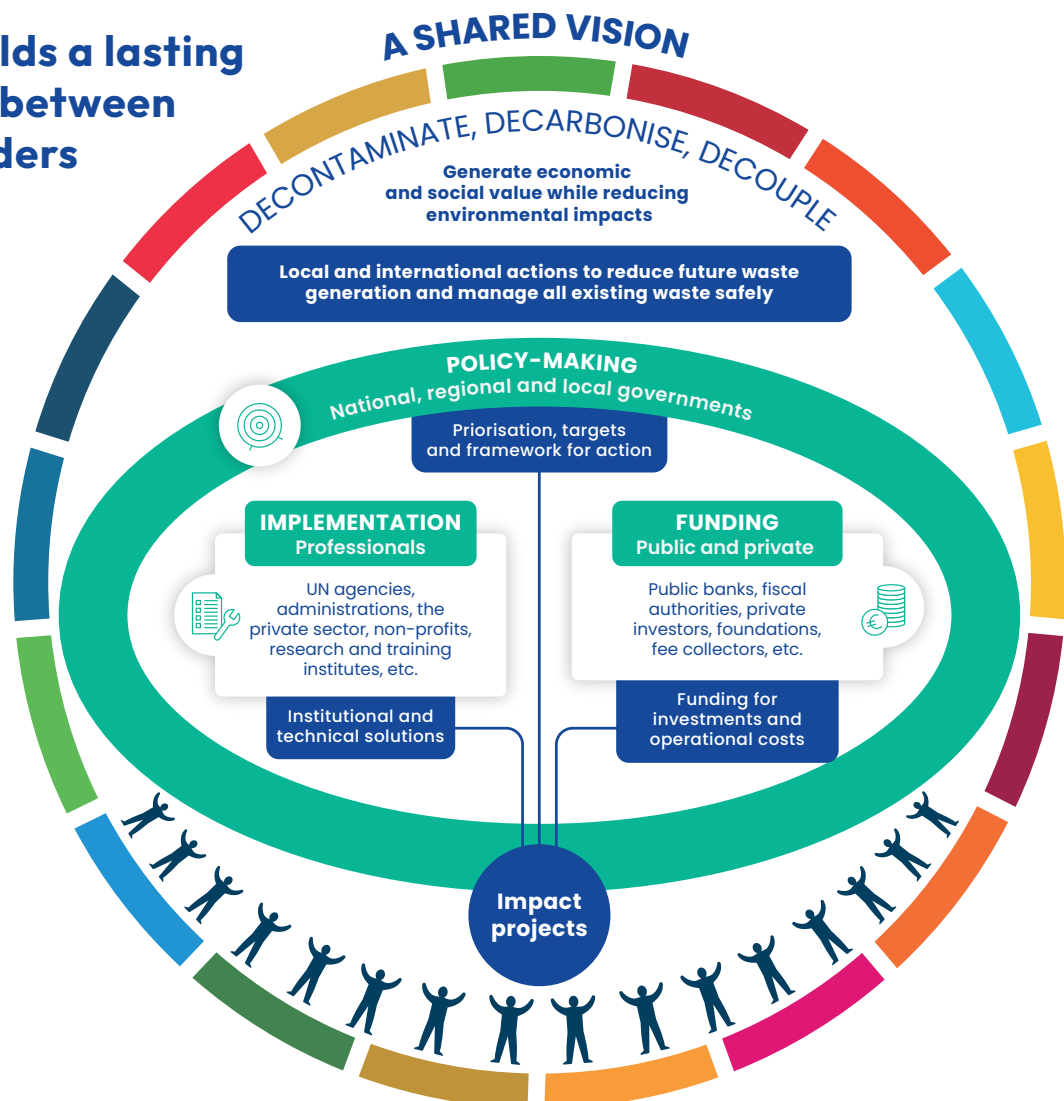 lds a lasting
between
ders
A SHARED VISION
DECONTAMINATE, DECARBONISE, DECOUPLE
Generate economic
and social value while reducing
environmental impacts
Local and international actions to reduce future waste
generation and manage all existing waste safely
POLICY-MAKING
National, regional and local governments
Priorisation, targets
and framework for action
IMPLEMENTATION
Professionals
UN agencies,
administrations, the
private sector, non-profits,
research and training
institutes, etc.
Institutional and
technical solutions
FUNDING
Public and private
Public banks, fiscal
authorities, private
investors, foundations,
fee collectors, etc.
Funding for
investments and
operational costs
Impact
projects